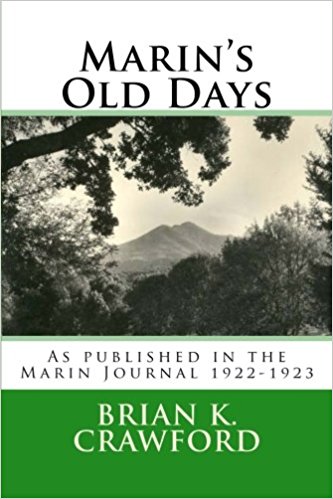 Marin's
Old Days
As published in the
Marin Journal 1922-1923
Brian K.
Crawford